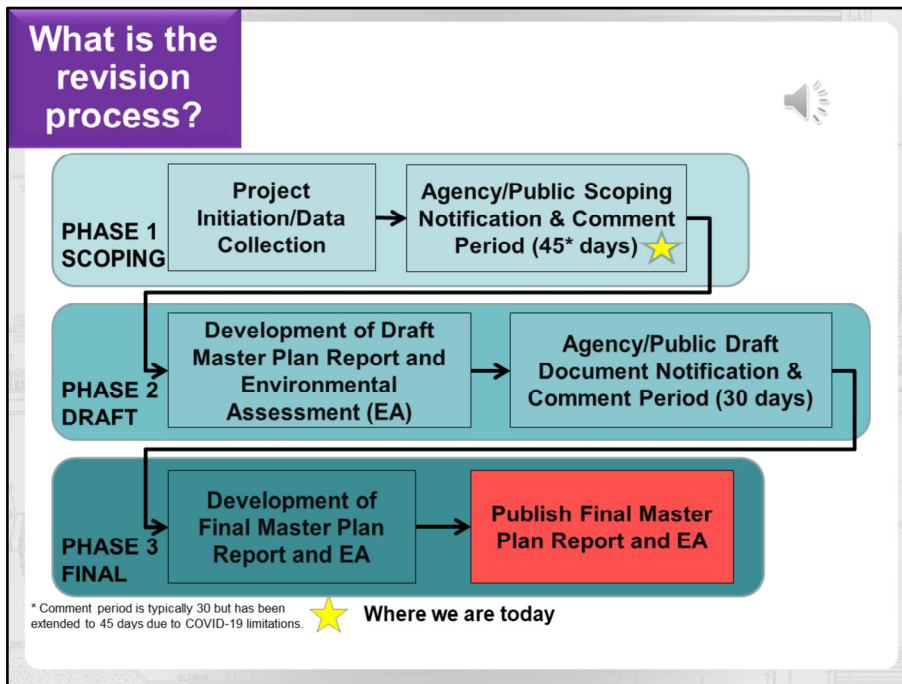 What is the
revision
process?
PHASE 1
SCOPING
Project
Initiation/Data
Collection
Agency/Public Scoping
Notification & Comment
Period (45* days)
PHASE 2
DRAFT
Development of Draft
Master Plan Report and
Environmental
Assessment (EA)
Agency/Public Draft
Document Notification &
Comment Period (30 days)
PHASE 3
FINAL
Development of
Final Master Plan
Report and EA
Publish Final Master
Plan Report and EA
* Comment period is typically 30 but has been
extended to 45 days due to COVID-19 limitations.
Where we are today